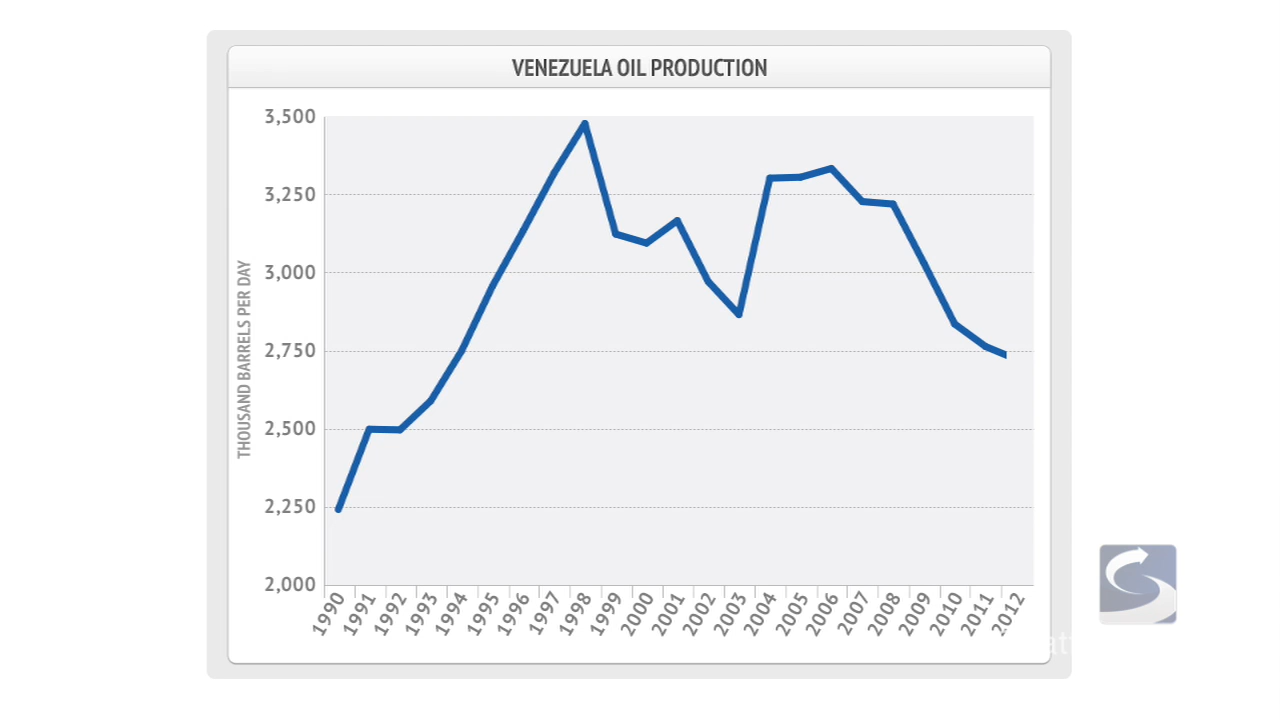 VENEZUELA OIL PRODUCTION
THOUSAND BARRELS PER DAY
3,500
3,250
3,000
2,750
2,500
2,250
2,000
1990 1991 1992 1993 1994 1995 1996 1997 1998 1999 2000 2001 2002 2003 2004 2005 2006 2007 2008 2009 2010 2011 2012